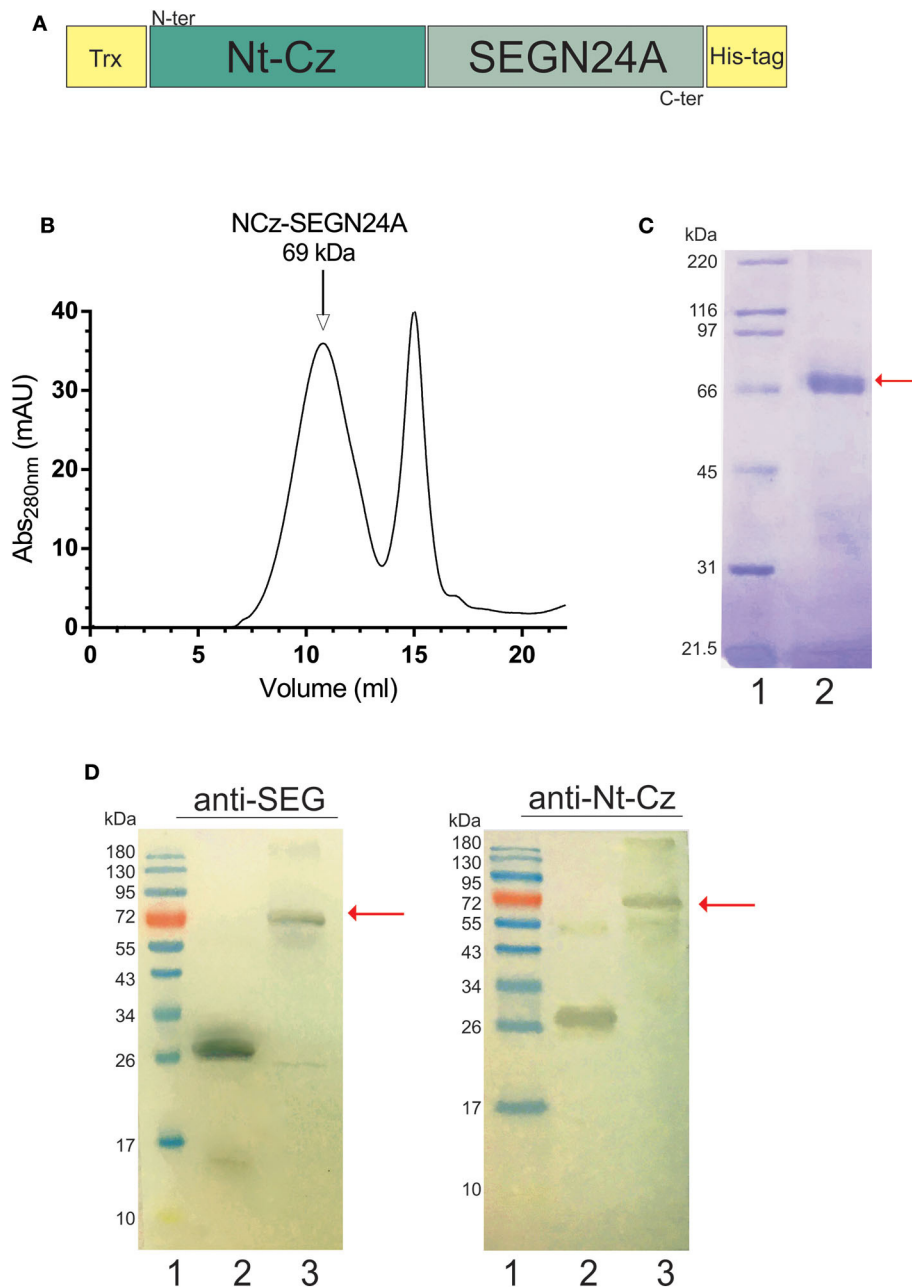 A
N-ter
Trx
Nt-Cz
SEGN24A
His-tag
C-ter
B
NCz-SEGN24A
69 kDa
40
30
20
10
0
Abs280nm (mAU)
0 5 10 15 20
Volume (ml)
C
kDa
220
116
97
66
45
31
21.5
1 2
D
anti-SEG
kDa
180
130
95
72
55
43
34
26
17
10
1 2 3
anti-Nt-Cz
kDa
180
130
95
72
55
43
34
26
17
10
1 2 3